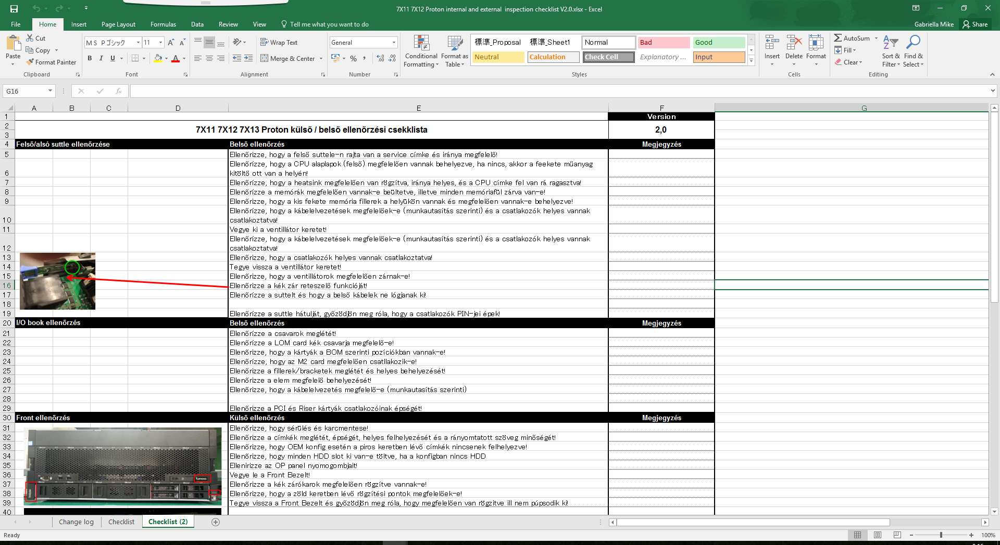 7X11 7X12 Proton internal and external  inspection checklist V2.0.xlsx - Excel
File Home Insert Page Layout Formulas Data Review View Tell me what you want to do Gabriella Mike Share
Paste Cut Copy Format Painter Clipboard
ＭＳ Ｐゴシック 11 B I U Font
Wrap Text Merge & Center Alignment
General % Number
Conditional Formatting Format as Table
標準_Proposal 標準_Sheet1 Normal Bad Good
Neutral Calculation Check Cell Explanatory ... Input
Styles
Insert Delete Format Cells
AutoSum Fill Clear Sort & Filter Find & Select Editing
G16 fx
A B C D E F G
1 Version
2 7X11 7X12 7X13 Proton külső / belső ellenőrzési csekklista 2,0
3
4 Felső/alsó suttle ellenőrzése Belső ellenőrzés Megjegyzés
5 Ellenőrizze, hogy a felső suttele-n rajta van a service címke és iránya megfelelő!
Ellenőrízze, hogy a CPU alaplapok (felső) megfelelően vannak behelyezve, ha nincs, akkor a feekete műanyag
6 kitöltő ott van a helyén!
7 Ellenőrízze, hogy a heatsink megfelelően van rögzítva, iránya helyes, és a CPU címke fel van rá ragasztva!
8 Ellenőrízze a memórák megfelelően vannak-e beültetve, illetve minden memóriafül zárva van-e!
9 Ellenőrizze, hogy a kis fekete memória fillerek a helyükön vannak és megfelelően vannak-e behelyezve!
Ellenőrízze, hogy a kábelelvezetések megfelelőek-e (munkautasítás szerinti) és a csatlakozók helyes vannak
10 csatlakoztatva!
11 Vegye ki a ventillátor keretet!
Ellenőrízze, hogy a kábelelvezetések megfelelőek-e (munkautasítás szerinti) és a csatlakozók helyes vannak
12 csatlakoztatva!
13 Ellenőrizze, hogy a csatlakozók helyes vannak csatlakoztatva!
14 Tegye vissza a ventillátor keretet!
15 Ellenőrizze, hogy a ventillátorok megfelelően zárnak-e!
16 Ellenőrizze a kék zár reteszelő funkcióját!
17 Ellenőrízze a suttelt és hogy a belső kábelek ne lógjanak ki!
18
19 Ellenőrízze a suttle hátulját, győzödjön meg róla, hogy a csatlakozók PIN-jei épek!
20 I/O book ellenőrzés Belső ellenőrzés Megjegyzés
21 Ellenőrízze a csavarok meglétét!
22 Ellenőrízze a LOM card kék csavarja megfelelő-e!
23 Ellenőrizze, hogy a kártyák a BOM szerinti pozíciókban vannak-e!
24 Ellenőrízze, hogy az M2 card megfelelően csatllakozik-e!
25 Ellenőrizze a fillerek/bracketek meglétét és helyes behelyezését!
26 Ellenőrizze a elem megfelelő behelyezését!
27 Ellenőrizze, hogy a kábelelvezetés megfelelő-e (munkautasítás szerinti)
28
29 Ellenőrizze a PCI és Riser kártyák csatlakozóinak épségét!
30 Front ellenőrzés Külső ellenőrzés Megjegyzés
31 Ellenőrizze, hogy sérülés és karcmentese!
32 Ellenőrizze a címkék meglétét, épségét, helyes felhelyezését és a rányomtatott szöveg minőségét!
33 Ellenőrizze, hogy OEM konfig esetén a piros keretben lévő címkék nincsenek felhelyezve!
34 Ellenőrizze, hogy minden HDD slot ki van-e töltve, ha a konfigban nincs HDD
35 Ellenirizze az OP panel nyomogombjait!
36 Vegye le a Front Bezelt!
37 Ellenőrizze a kék zárókarok megfelelően rögzítve vannak-e!
38 Ellenőrizze, hogy a zöld keretben lévő rögzítési pontok megfelelőek-e!
39 Tegye vissza a Front Bezelt és győzödjön meg róla, hogy megfelelően van rögzitve ill nem púpsodik ki!
40
Lenovo
Change log Checklist Checklist (2)
Ready 100%